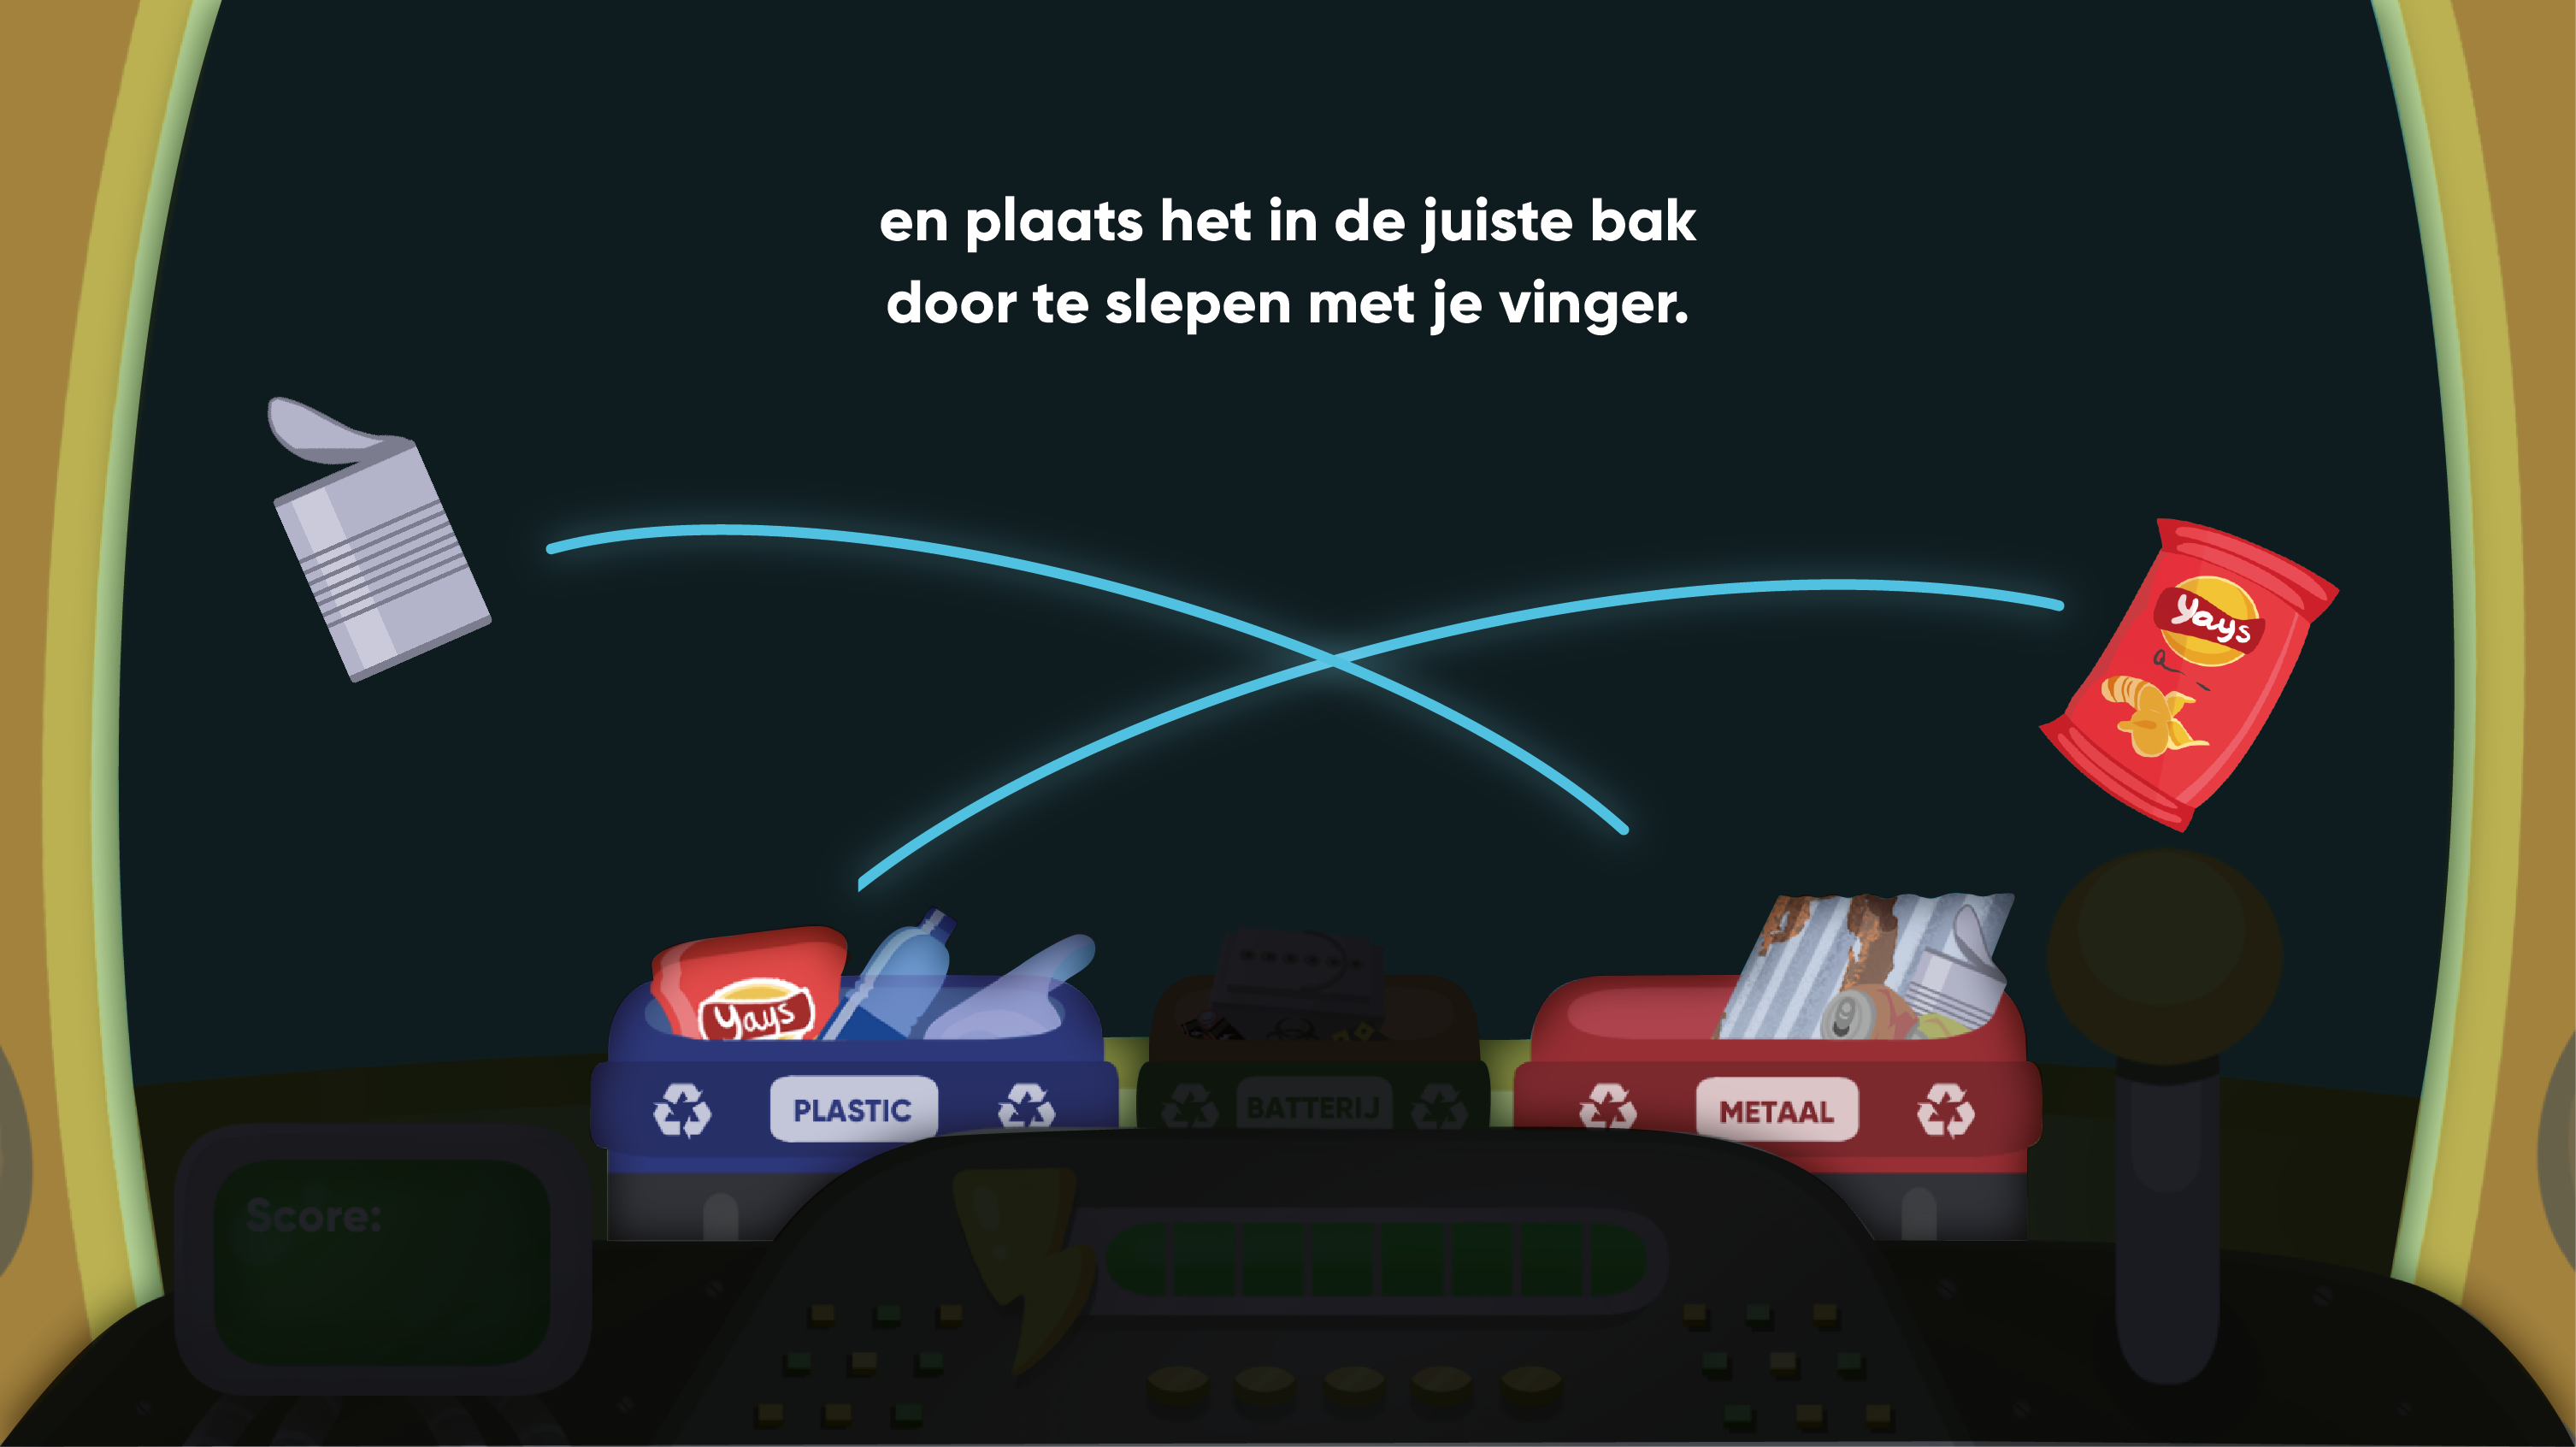 en plaats het in de juiste bak
door te slepen met je vinger.
yays
yays
PLASTIC
BATTERIJ
METAAL
Score: